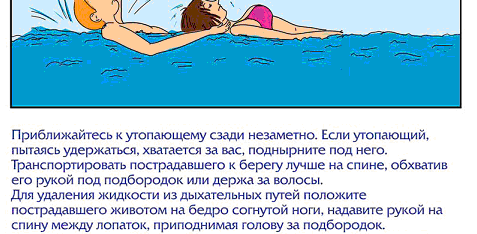 Приближайтесь к утопающему сзади незаметно. Если утопающий,
пытаясь удержаться, хватается за вас, поднырните под него.
Транспортировать пострадавшего к берегу лучше на спине, обхватив
его рукой под подбородок или держа за волосы.
Для удаления жидкости из дыхательных путей положите
пострадавшего животом на бедро согнутой ноги, надавите рукой на
спину между лопаток, приподнимая голову за подбородок.